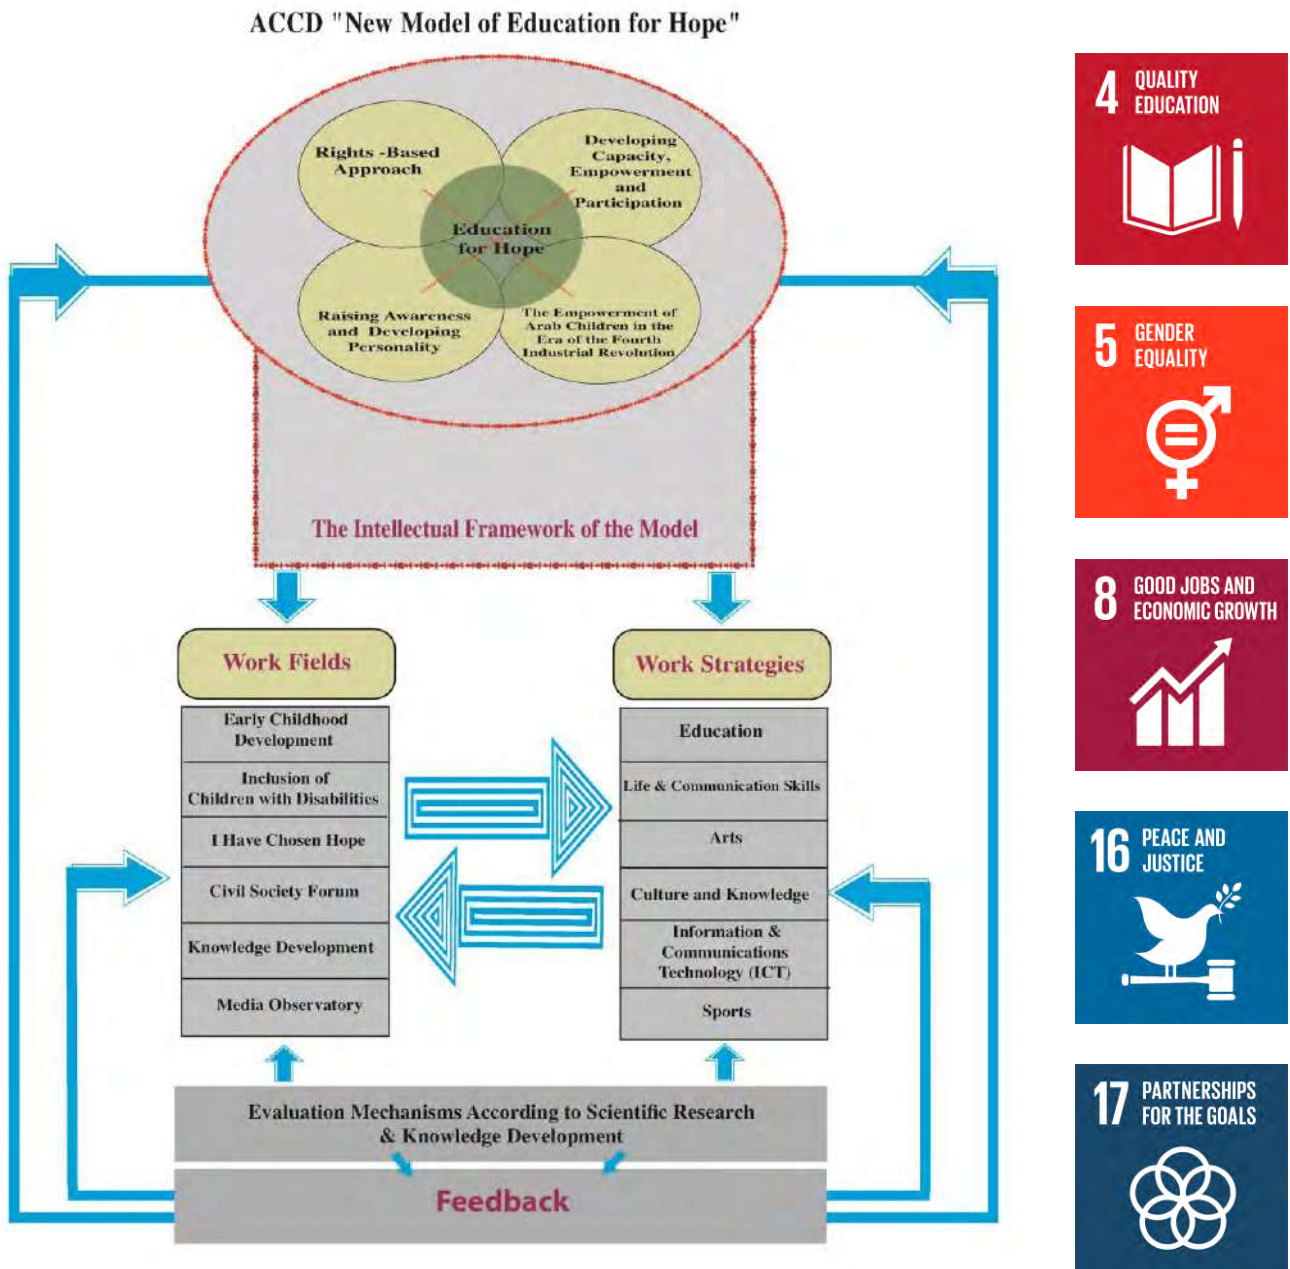 ACCD "New Model of Education for Hope"
Rights -Based
Approach
Developing
Capacity,
Empowerment
and
Participation
Education
for Hope
Raising Awareness
and Developing
Personality
The Empowerment of
Arab Children in the
Era of the Fourth
Industrial Revolution
The Intellectual Framework of the Model
Work Fields
Early Childhood
Development
Inclusion of
Children with Disabilities
I Have Chosen Hope
Civil Society Forum
Knowledge Development
Media Observatory
Work Strategies
Education
Life & Communication Skills
Arts
Culture and Knowledge
Information &
Communications
Technology (ICT)
Sports
Evaluation Mechanisms According to Scientific Research
& Knowledge Development
Feedback
4 QUALITY
EDUCATION
5 GENDER
EQUALITY
8 GOOD JOBS AND
ECONOMIC GROWTH
16 PEACE AND
JUSTICE
17 PARTNERSHIPS
FOR THE GOALS